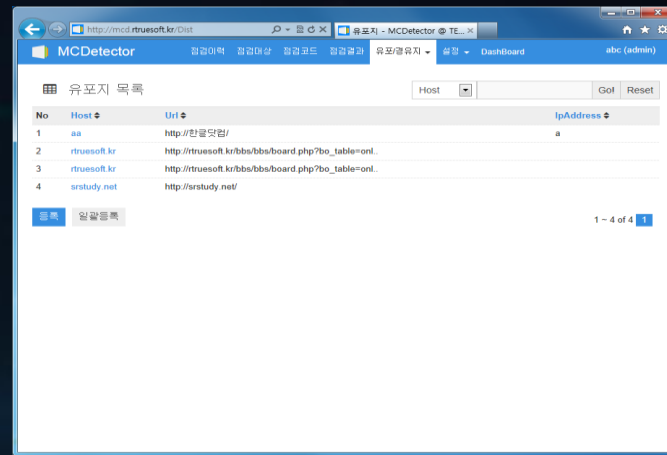 http://mcd.rtruesoft.kr/Dist
유포지 - MCDetector @ TE...
MCDetector 점검이력 점검대상 점검코드 점검결과 유포/경유지 설정 DashBoard abc (admin)
유포지 목록 Host Go! Reset
No Host Url IpAddress
1 aa http://한글닷컴/ a
2 rtruesoft.kr http://rtruesoft.kr/bbs/bbs/board.php?bo_table=onl..
3 rtruesoft.kr http://rtruesoft.kr/bbs/bbs/board.php?bo_table=onl..
4 srstudy.net http://srstudy.net/
등록 일괄등록 1 ~ 4 of 4 1